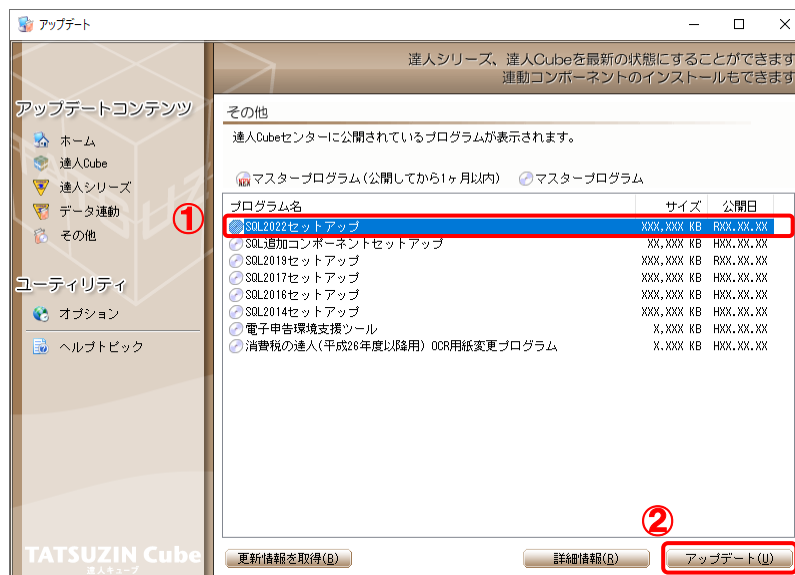 アップデート
達人シリーズ、達人Cubeを最新の状態にすることができます
連動コンポーネントのインストールもできます
アップデートコンテンツ
ホーム
達人Cube
達人シリーズ
データ連動
その他
ユーティリティ
オプション
ヘルプトピック
TATSUZIN Cube
達人キューブ
その他
達人Cubeセンターに公開されているプログラムが表示されます。
NEW マスタープログラム(公開してから1ヶ月以内) マスタープログラム
プログラム名 サイズ 公開日
① SQL2022セットアップ XXX,XXX KB RXX.XX.XX
SQL追加コンポーネントセットアップ XX,XXX KB HXX.XX.XX
SQL2019セットアップ XXX,XXX KB HXX.XX.XX
SQL2017セットアップ XXX,XXX KB HXX.XX.XX
SQL2016セットアップ XXX,XXX KB HXX.XX.XX
SQL2014セットアップ XXX,XXX KB HXX.XX.XX
電子申告環境支援ツール X,XXX KB HXX.XX.XX
消費税の達人(平成26年度以降用) OCR用紙変更プログラム X.XXX KB HXX.XX.XX
②
更新情報を取得(B) 詳細情報(R) アップデート(U)